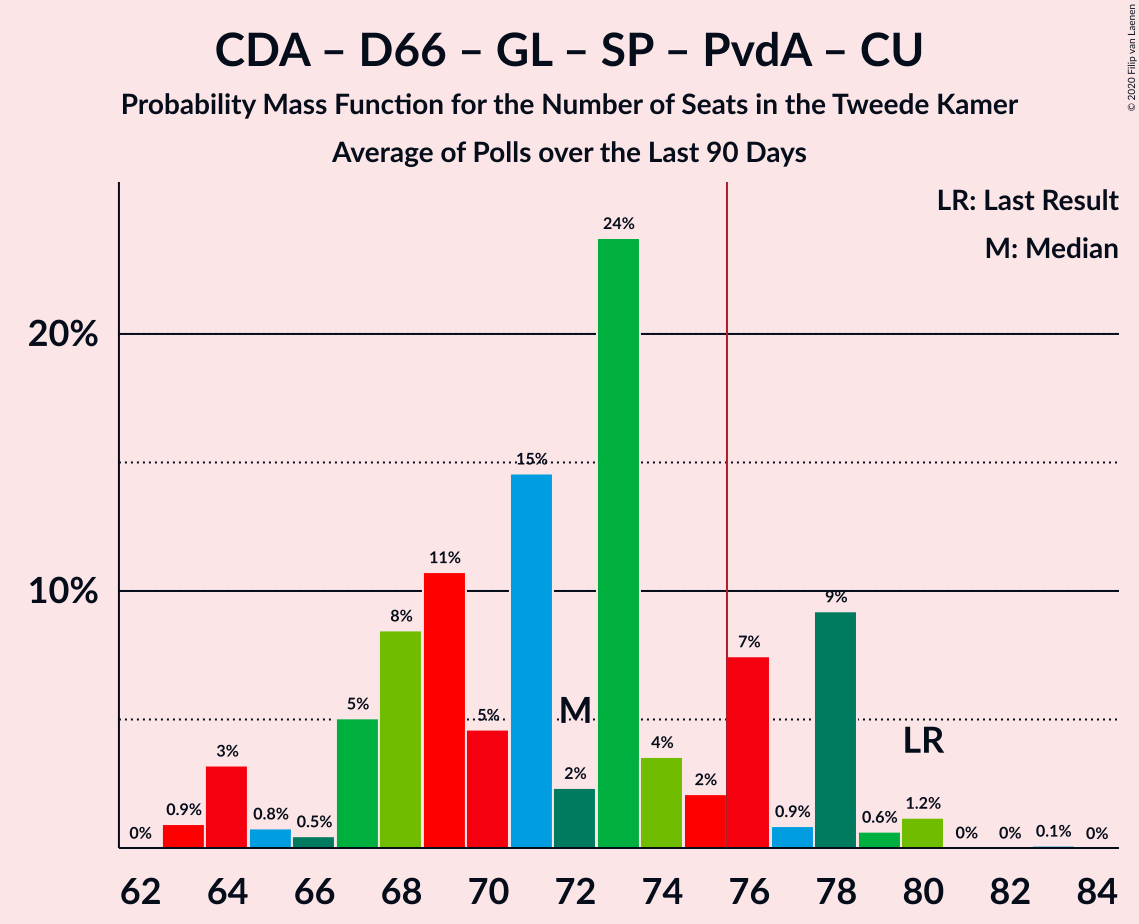 CDA – D66 – GL – SP – PvdA – CU
Probability Mass Function for the Number of Seats in the Tweede Kamer
Average of Polls over the Last 90 Days
© 2020 Filip van Laenen
LR: Last Result
M: Median
20%
10%
0%
0.9%
3%
0.8%
0.5%
5%
8%
11%
5%
15%
2%
24%
4%
2%
7%
0.9%
9%
0.6%
1.2%
0%
0%
0.1%
0%
M
LR
62 64 66 68 70 72 74 76 78 80 82 84